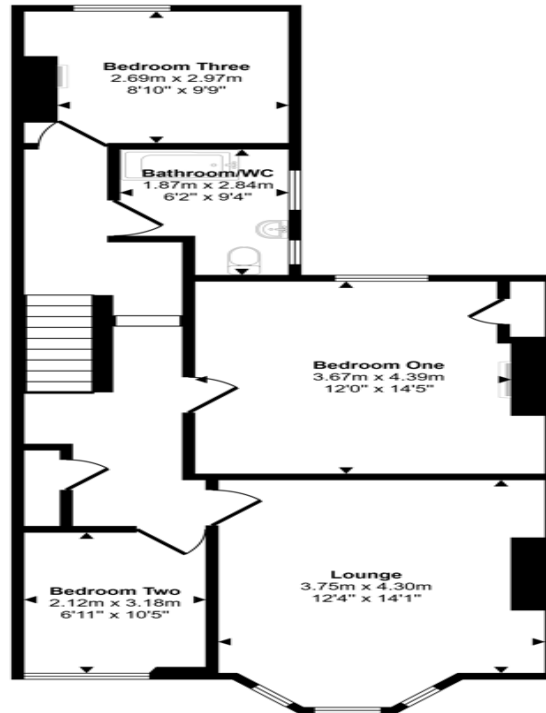 Bedroom Three
2.69m x 2.97m
8'10" x 9'9"
Bathroom/WC
1.87m x 2.84m
6'2" x 9'4"
Bedroom One
3.67m x 4.39m
12'0" x 14'5"
Bedroom Two
2.12m x 3.18m
6'11" x 10'5"
Lounge
3.75m x 4.30m
12'4" x 14'1"